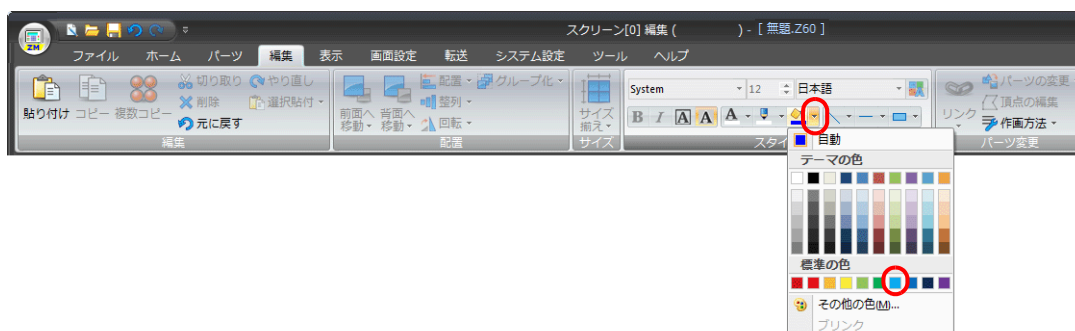 スクリーン[0] 編集 ( ) - [ 無題.Z60 ]
ZM
ファイル ホーム パーツ 編集 表示 画面設定 転送 システム設定 ツール ヘルプ
貼り付け コピー 複数コピー 切り取り 削除 元に戻す やり直し 選択貼付
編集
前面へ移動 背面へ移動 配置 整列 回転 グループ化
配置
サイズ揃え
サイズ
System 12 日本語
B I A A A
スタイ
リンク パーツの変更 頂点の編集 作画方法
パーツ変更
自動
テーマの色
標準の色
その他の色(M)...
ブリンク